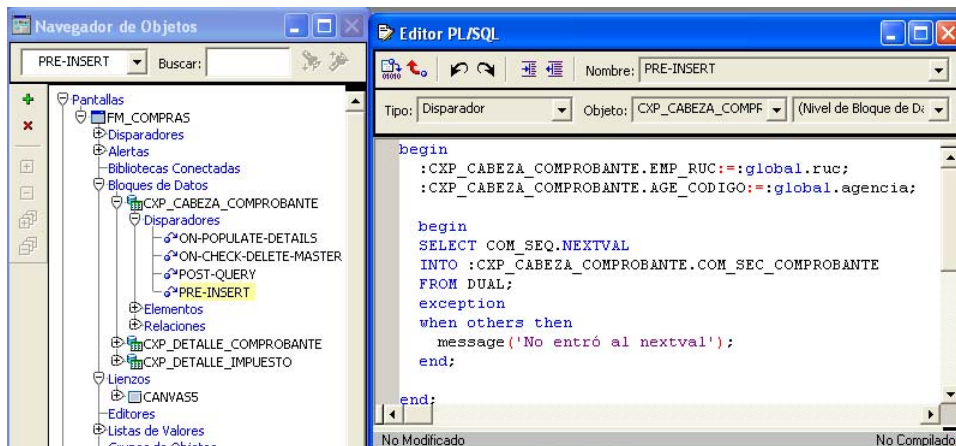 Navegador de Objetos
PRE-INSERT
Buscar:
Pantallas
FM_COMPRAS
Disparadores
Alertas
Bibliotecas Conectadas
Bloques de Datos
CXP_CABEZA_COMPROBANTE
Disparadores
ON-POPULATE-DETAILS
ON-CHECK-DELETE-MASTER
POST-QUERY
PRE-INSERT
Elementos
Relaciones
CXP_DETALLE_COMPROBANTE
CXP_DETALLE_IMPUESTO
Lienzos
CANVAS5
Editores
Listas de Valores
Grupos de Objetos
Editor PL/SQL
Nombre: PRE-INSERT
Tipo: Disparador Objeto: CXP_CABEZA_COMPF (Nivel de Bloque de Da
begin
:CXP_CABEZA_COMPROBANTE.EMP_RUC:=:global.ruc;
:CXP_CABEZA_COMPROBANTE.AGE_CODIGO:=:global.agencia;
begin
SELECT COM_SEQ.NEXTVAL
INTO :CXP_CABEZA_COMPROBANTE.COM_SEC_COMPROBANTE
FROM DUAL;
exception
when others then
message('No entró al nextval');
end;
end;
No Modificado
No Compilado